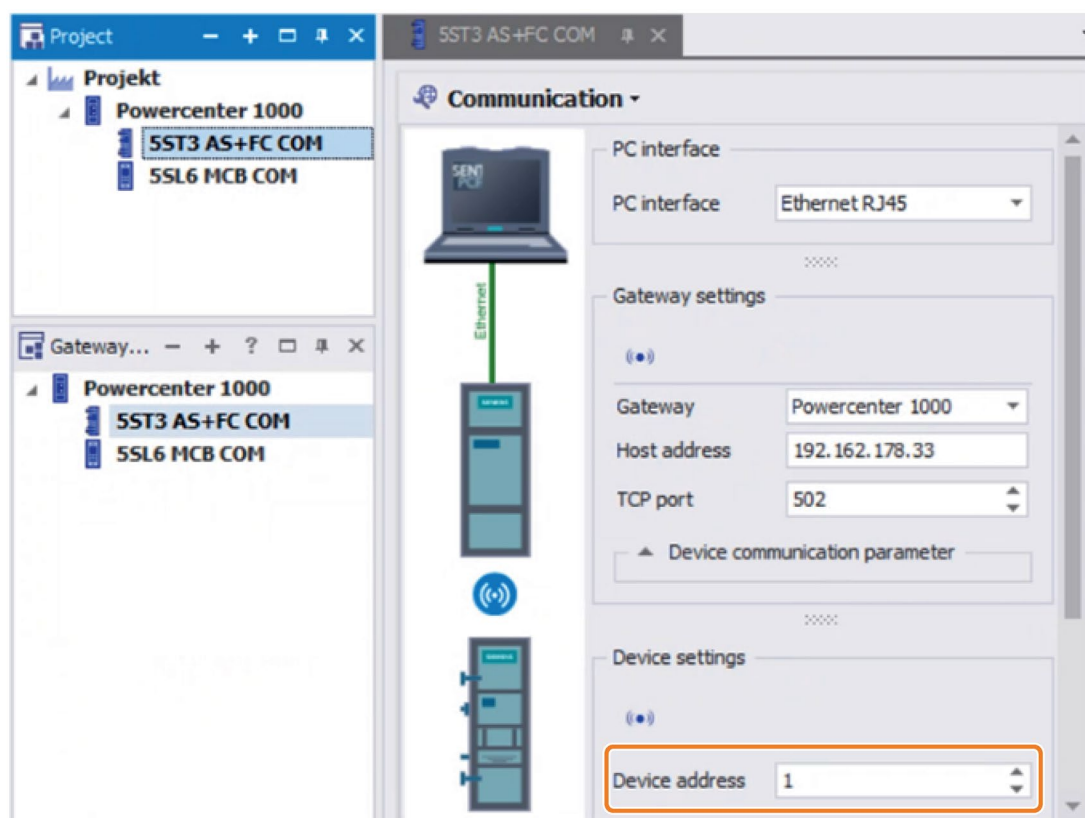 Project
Projekt
Powercenter 1000
5ST3 AS+FC COM
5SL6 MCB COM
Gateway...
Powercenter 1000
5ST3 AS+FC COM
5SL6 MCB COM
5ST3 AS+FC COM
Communication
Ethernet
SIEMENS
PC interface
PC interface Ethernet RJ45
Gateway settings
Gateway Powercenter 1000
Host address 192.162.178.33
TCP port 502
Device communication parameter
Device settings
Device address 1